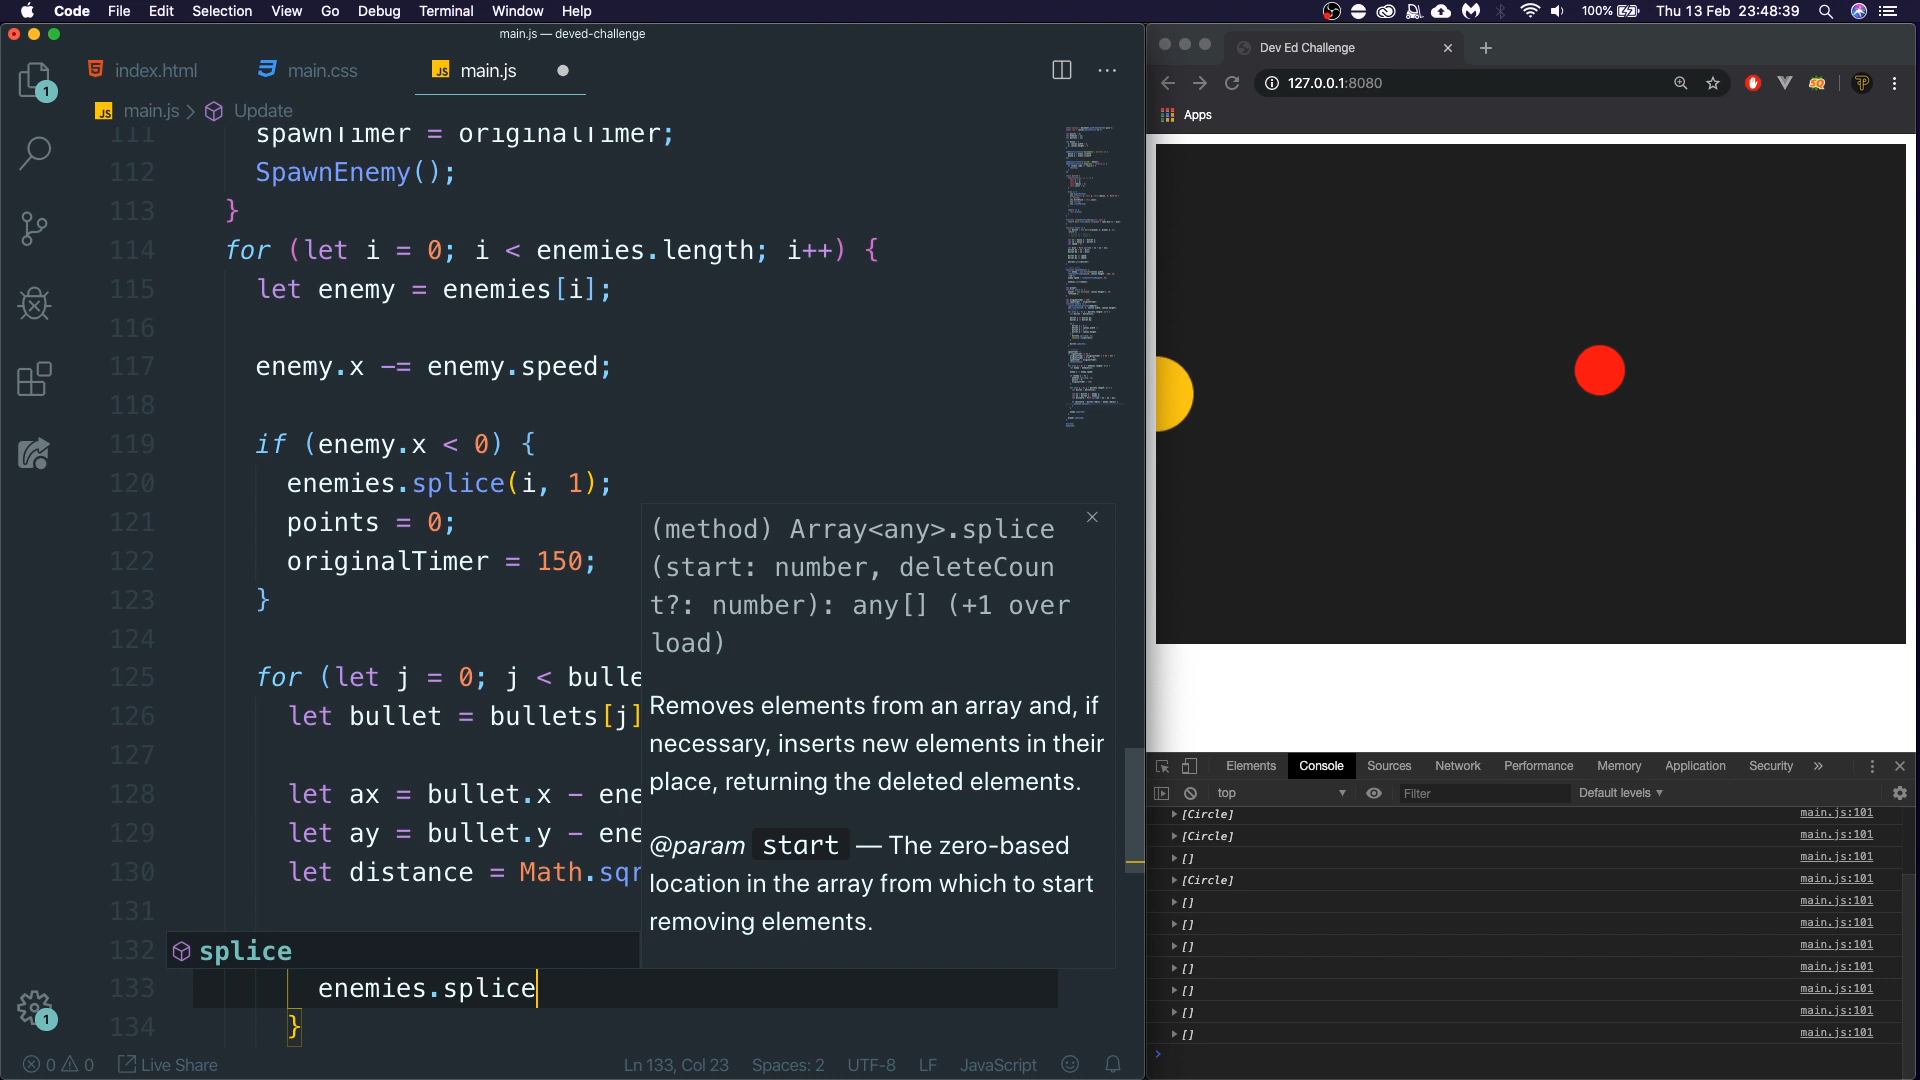 Code File Edit Selection View Go Debug Terminal Window Help 100% Thu 13 Feb 23:48:39
main.js — deved-challenge
index.html main.css JS main.js
JS main.js > Update
111 spawnTimer = originalTimer;
112 SpawnEnemy();
113 }
114 for (let i = 0; i < enemies.length; i++) {
115 let enemy = enemies[i];
116
117 enemy.x -= enemy.speed;
118
119 if (enemy.x < 0) {
120 enemies.splice(i, 1);
121 points = 0;
122 originalTimer = 150;
123 }
124
125 for (let j = 0; j < bulle
126 let bullet = bullets[j]
127
128 let ax = bullet.x - ene
129 let ay = bullet.y - ene
130 let distance = Math.sqr
131
132 splice
133 enemies.splice
134 }
(method) Array<any>.splice
(start: number, deleteCoun
t?: number): any[] (+1 over
load)
Removes elements from an array and, if
necessary, inserts new elements in their
place, returning the deleted elements.
@param start — The zero-based
location in the array from which to start
removing elements.
1
1
0 0 Live Share Ln 133, Col 23 Spaces: 2 UTF-8 LF JavaScript
Dev Ed Challenge
127.0.0.1:8080
Apps
Elements Console Sources Network Performance Memory Application Security »
top Filter Default levels
[Circle] main.js:101
[Circle] main.js:101
[] main.js:101
[Circle] main.js:101
[] main.js:101
[] main.js:101
[] main.js:101
[] main.js:101
[] main.js:101
[] main.js:101
[] main.js:101
>